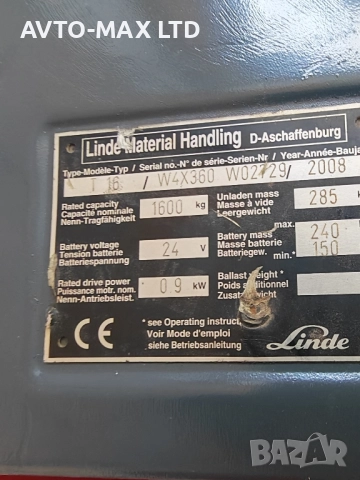 AVTO-MAX LTD
Linde Material Handling D-Aschaffenburg
Type-Modèle-Typ / Serial no.-N° de série-Serien-Nr / Year-Année-Bauja
T 16 / W4X360 W02729 / 2008
Rated capacity
Capacité nominale
Nenn-Tragfähigkeit
1600 kg
Unladen mass
Masse à vide
Leergewicht
285
Battery voltage
Tension batterie
Batteriespannung
24 V
Battery mass
Masse batterie
Batteriegew.
max.
min.*
240
150
Rated drive power
Puissance motr. nom.
Nenn-Antriebsleist.
0.9 kW
Ballast weight *
Poids additionnel
Zusatzgewicht
CE
*see Operating instruct
Voir Mode d'emploi
siehe Betriebsanleitung
Linde
BAZAR